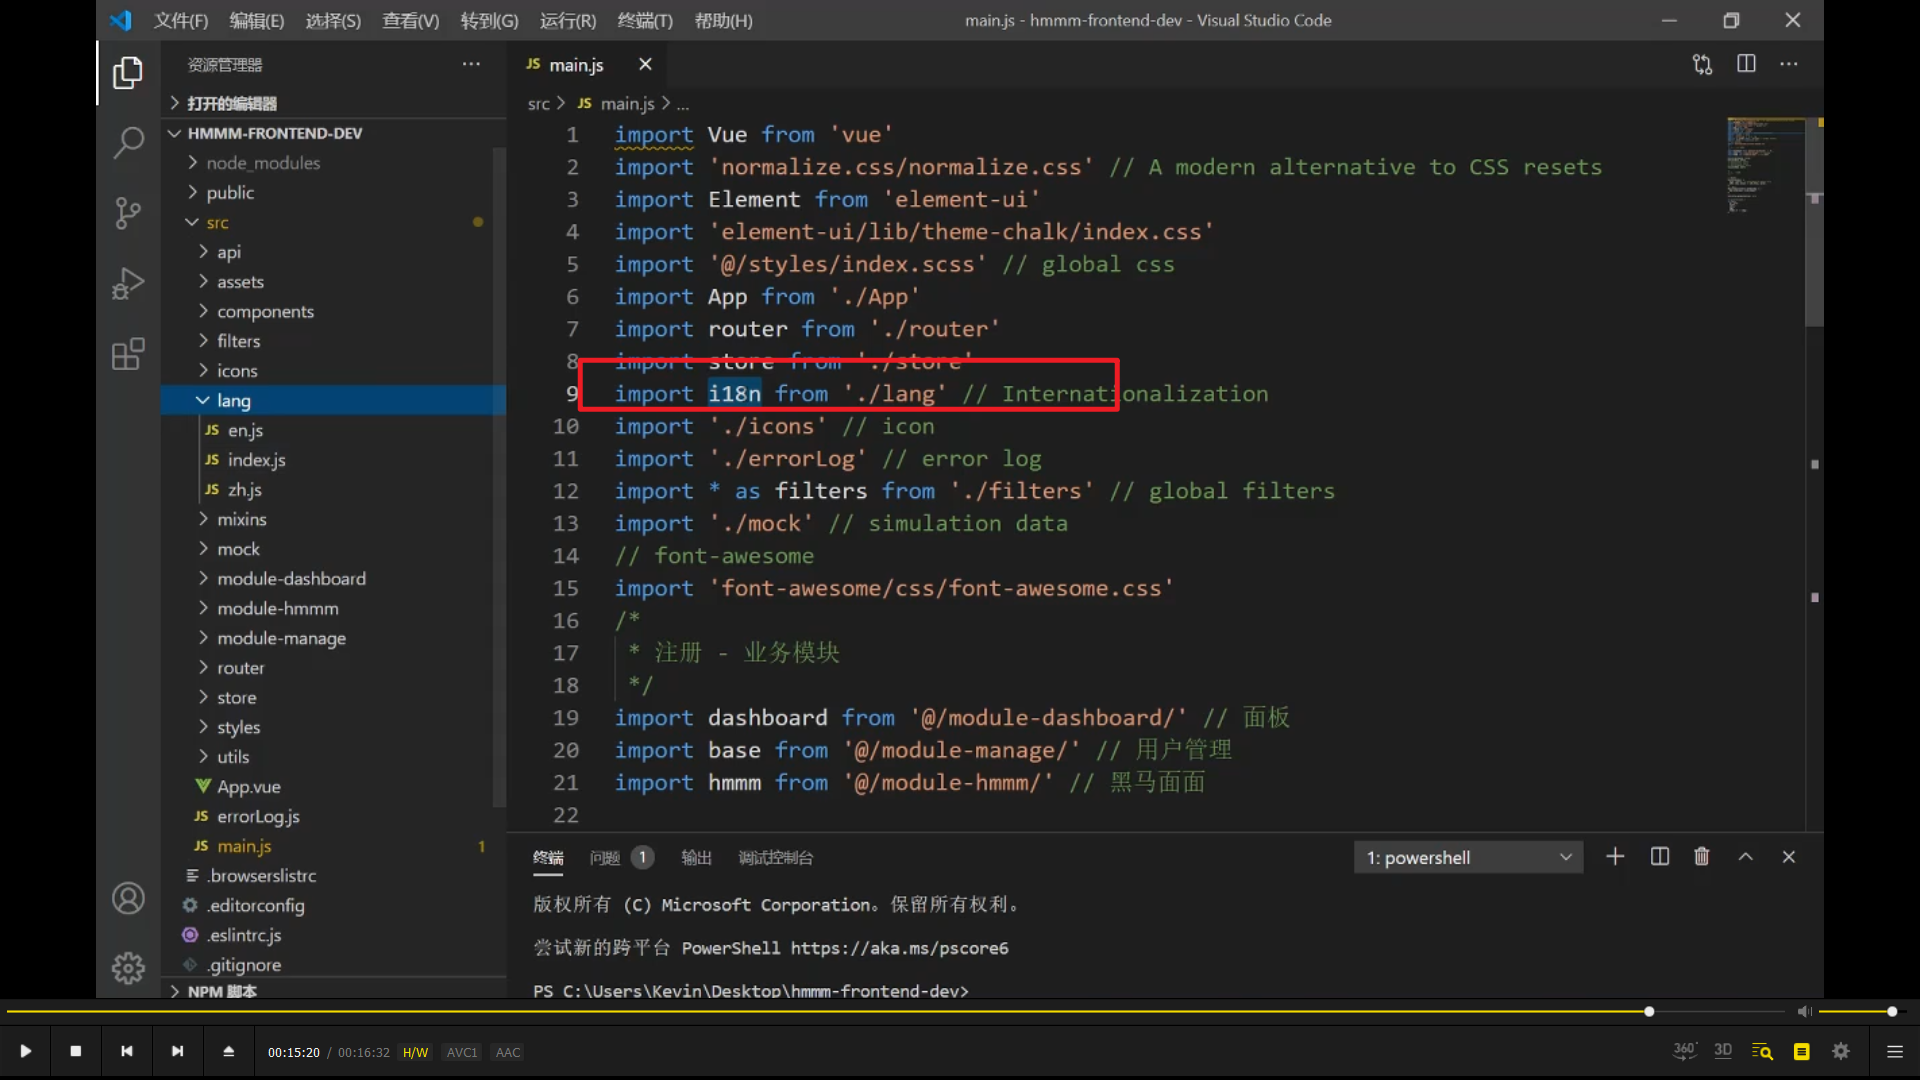 文件(F) 编辑(E) 选择(S) 查看(V) 转到(G) 运行(R) 终端(T) 帮助(H) main.js - hmmm-frontend-dev - Visual Studio Code
资源管理器
打开的编辑器
HMMM-FRONTEND-DEV
node_modules
public
src
api
assets
components
filters
icons
lang
JS en.js
JS index.js
JS zh.js
mixins
mock
module-dashboard
module-hmmm
module-manage
router
store
styles
utils
App.vue
JS errorLog.js
JS main.js 1
.browserslistrc
.editorconfig
.eslintrc.js
.gitignore
NPM 脚本
JS main.js
src > JS main.js > ...
1 import Vue from 'vue'
2 import 'normalize.css/normalize.css' // A modern alternative to CSS resets
3 import Element from 'element-ui'
4 import 'element-ui/lib/theme-chalk/index.css'
5 import '@/styles/index.scss' // global css
6 import App from './App'
7 import router from './router'
8 import store from './store'
9 import i18n from './lang' // Internationalization
10 import './icons' // icon
11 import './errorLog' // error log
12 import * as filters from './filters' // global filters
13 import './mock' // simulation data
14 // font-awesome
15 import 'font-awesome/css/font-awesome.css'
16 /*
17 * 注册 - 业务模块
18 */
19 import dashboard from '@/module-dashboard/' // 面板
20 import base from '@/module-manage/' // 用户管理
21 import hmmm from '@/module-hmmm/' // 黑马面面
22
终端 问题 1 输出 调试控制台 1: powershell
版权所有 (C) Microsoft Corporation。保留所有权利。
尝试新的跨平台 PowerShell https://aka.ms/pscore6
PS C:\Users\Kevin\Desktop\hmmm-frontend-dev>
00:15:20 / 00:16:32 H/W AVC1 AAC 360° 3D